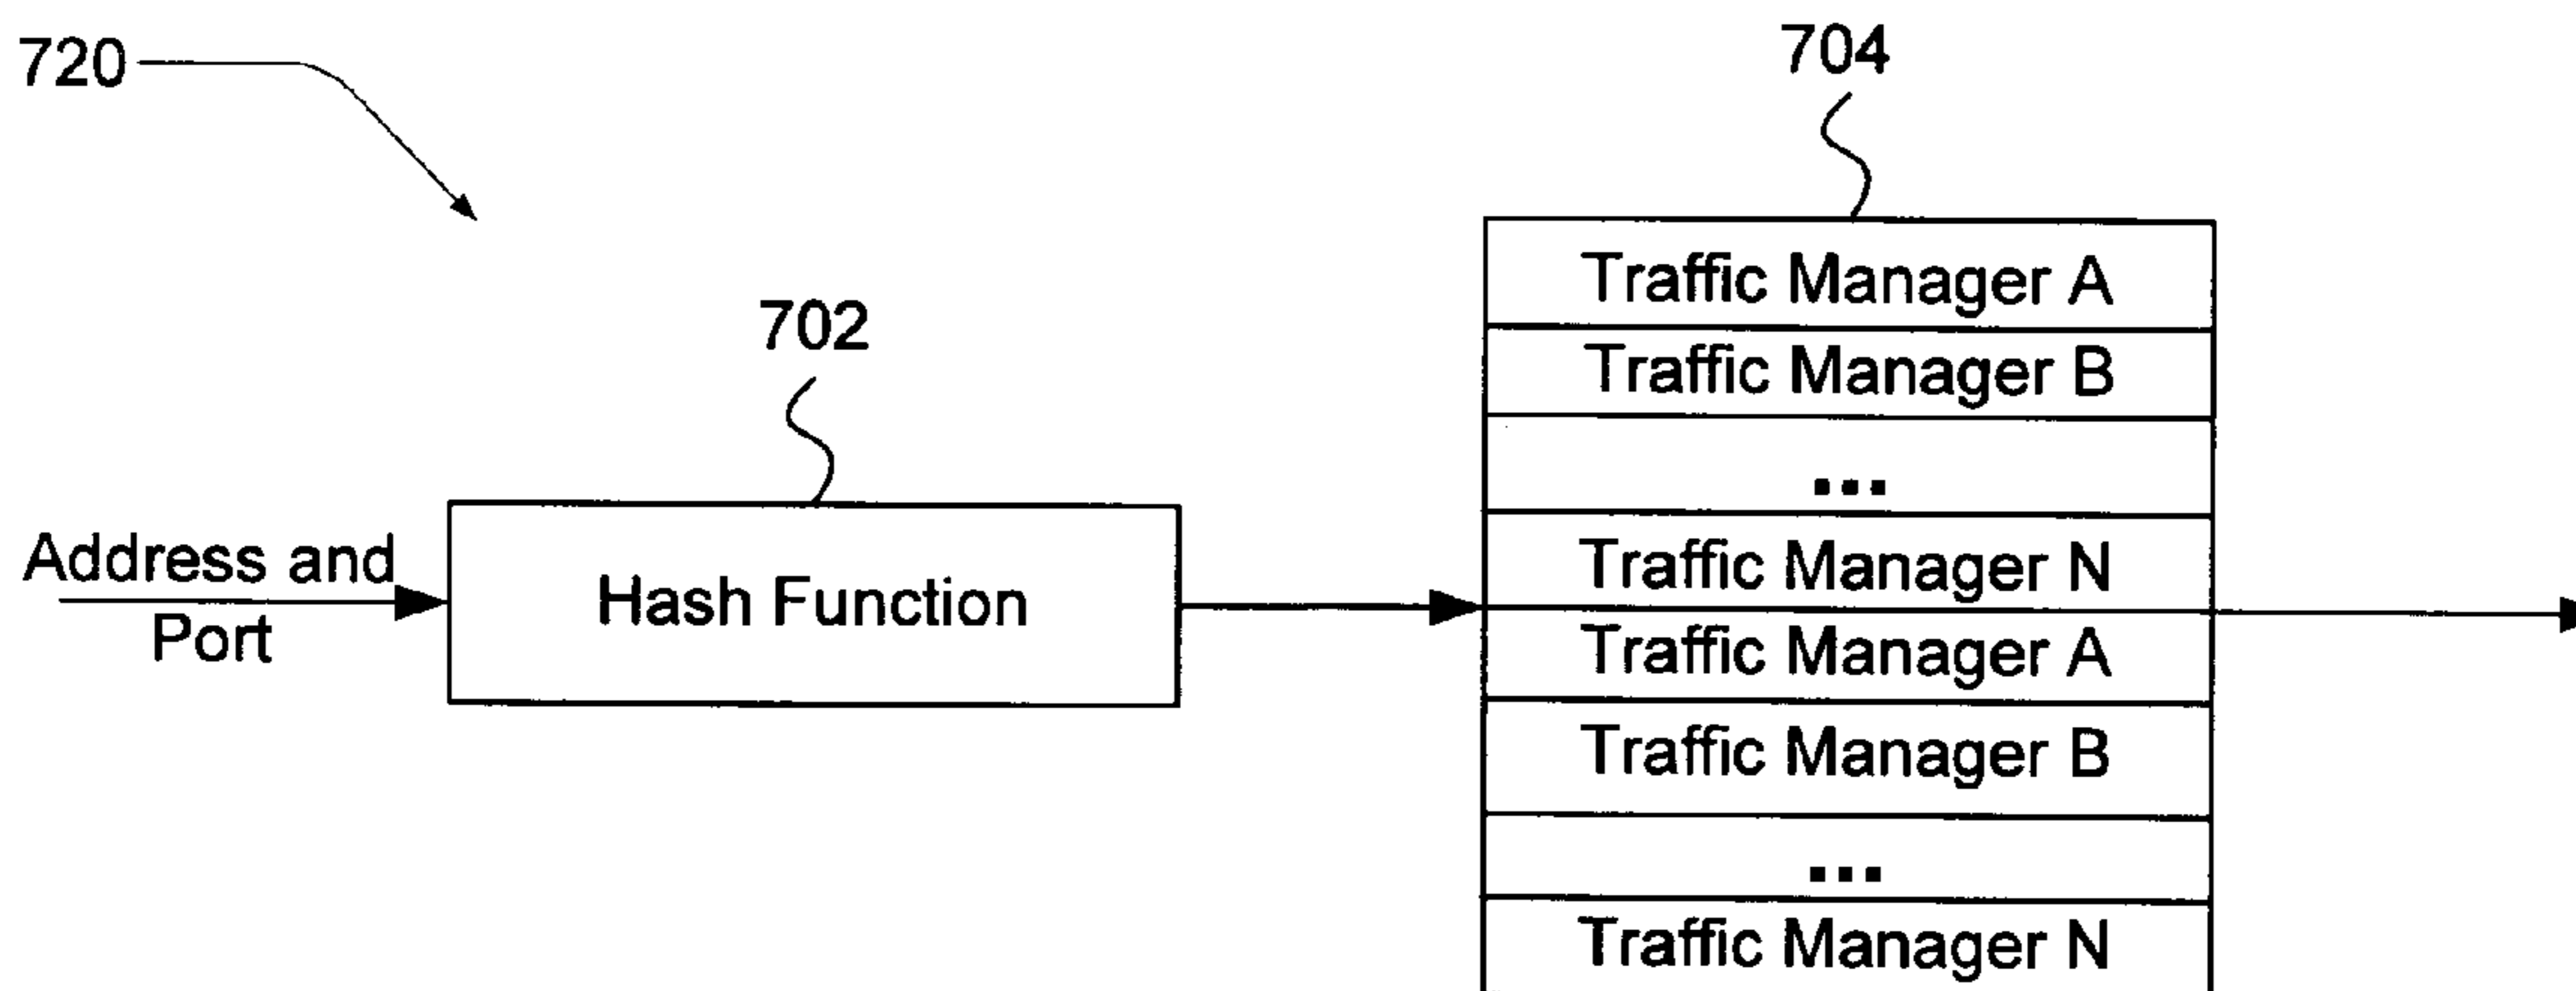 720
704
Traffic Manager A
702
Traffic Manager B
...
Address and
Port
Hash Function
Traffic Manager N
Traffic Manager A
Traffic Manager B
...
Traffic Manager N